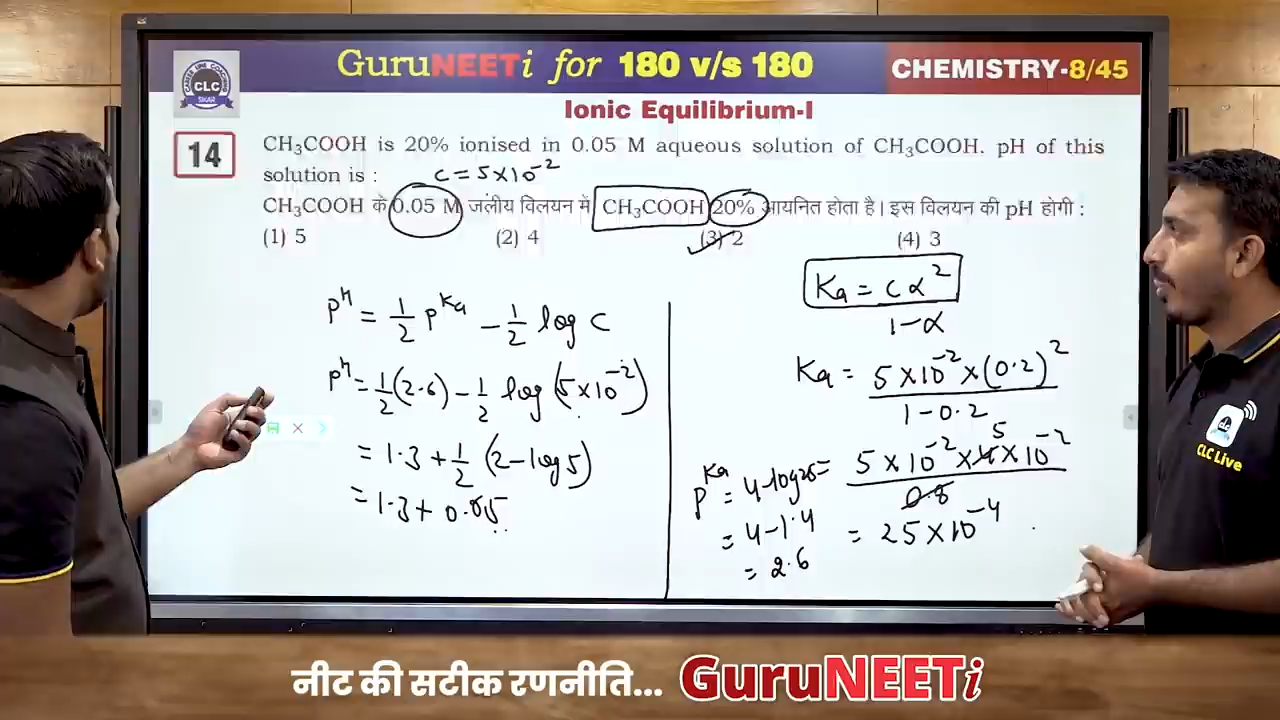 GuruNEETi for 180 v/s 180
CHEMISTRY-8/45
CLC
SIKAR
Ionic Equilibrium-I
14
CH₃COOH is 20% ionised in 0.05 M aqueous solution of CH₃COOH. pH of this
solution is :
C = 5×10⁻²
CH₃COOH के 0.05 M जलीय विलयन में CH₃COOH 20% आयनित होता है। इस विलयन की pH होगी :
(1) 5 (2) 4 (3) 2 (4) 3
pᴴ = 1/2 pᴷᵃ - 1/2 log C
pᴴ = 1/2 (2.6) - 1/2 log (5×10⁻²)
= 1.3 + 1/2 (2 - log 5)
= 1.3 + 0.65
Ka = cα²
1-α
Ka = 5×10⁻²×(0.2)²
1-0.2
5
5×10⁻²×4×10⁻²
0.8
= 25×10⁻⁴
pᴷᵃ = 4-log25=
= 4-1.4
= 2.6
CLC Live
नीट की सटीक रणनीति... GuruNEETi